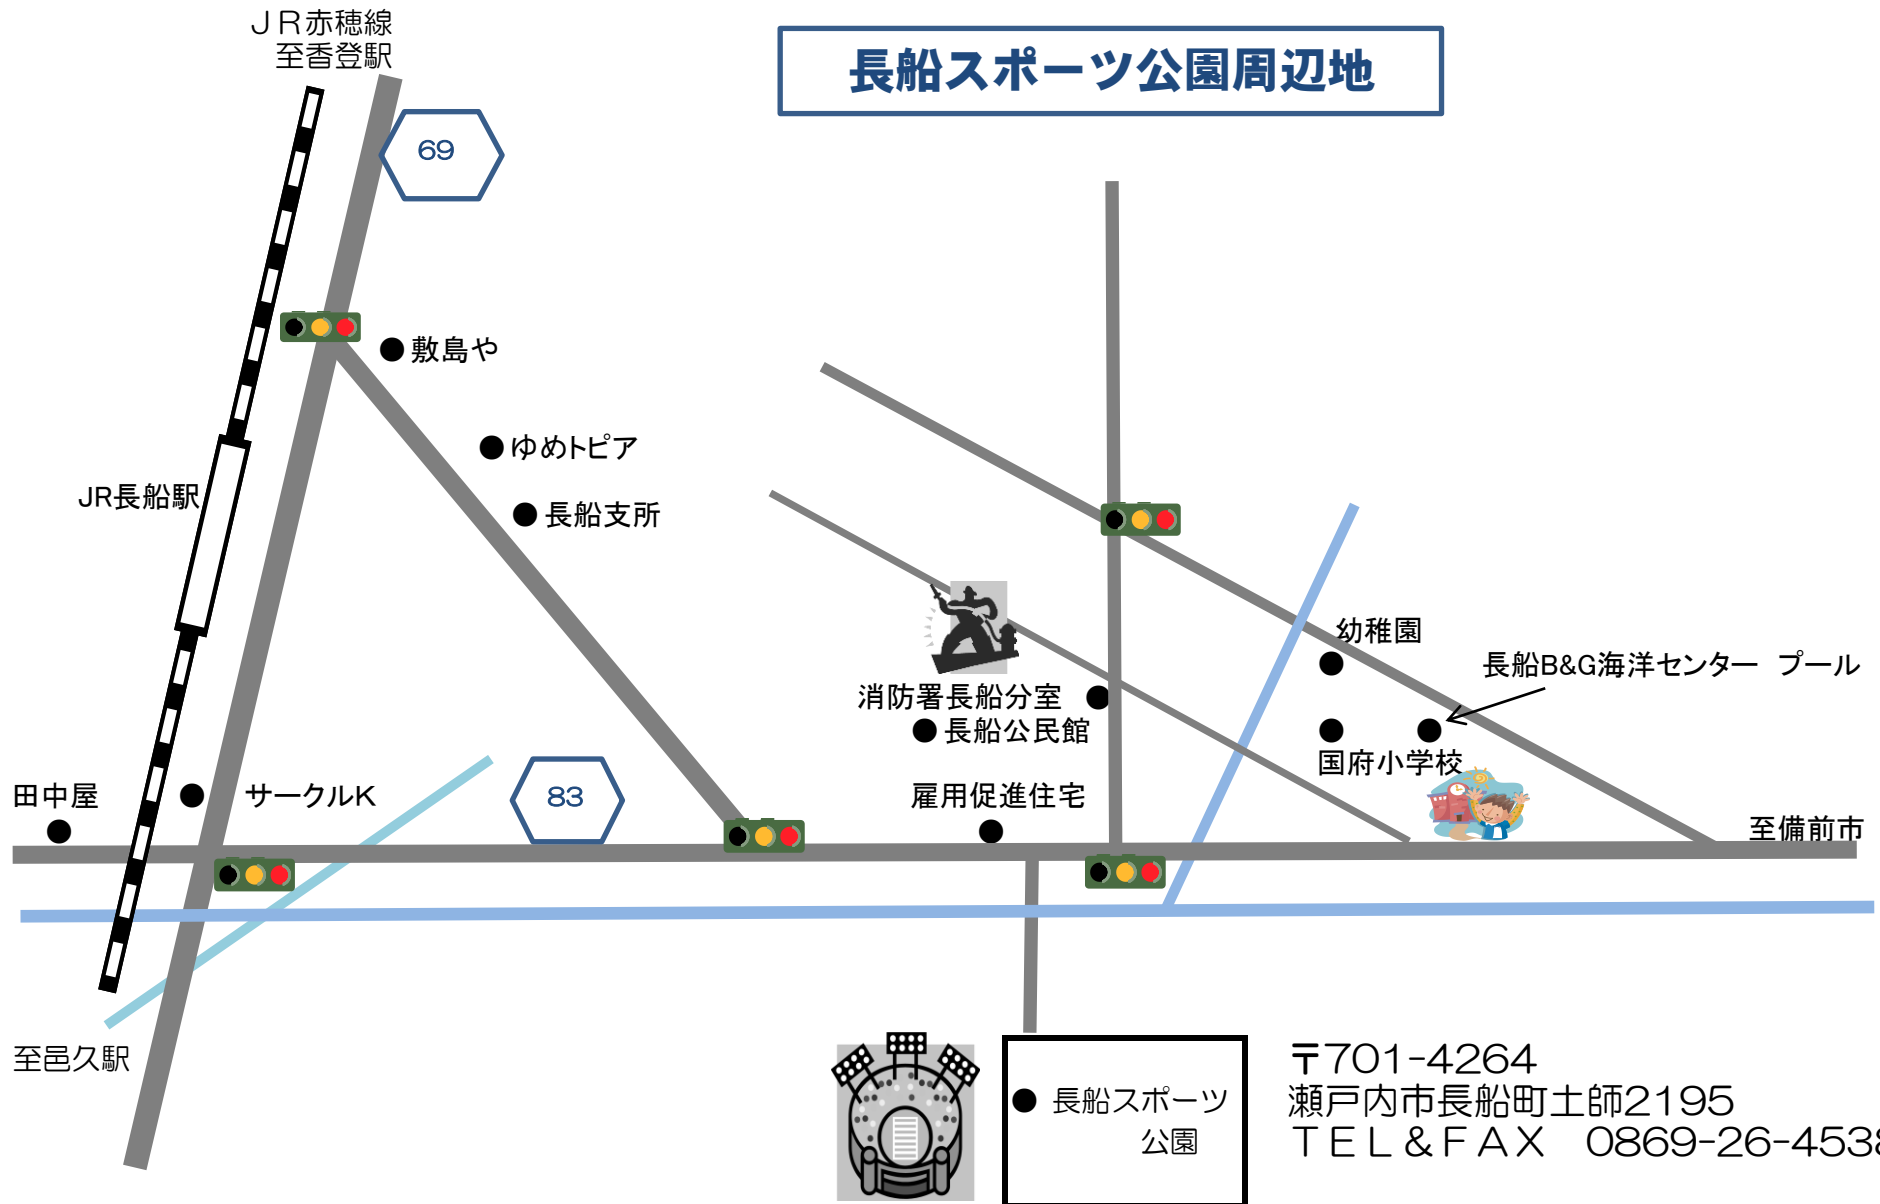 ＪＲ赤穂線
至香登駅
長船スポーツ公園周辺地
69
敷島や
ゆめトピア
JR長船駅
長船支所
幼稚園
長船B&G海洋センター　プール
消防署長船分室
長船公民館
国府小学校
田中屋
サークルK
83
雇用促進住宅
至備前市
至邑久駅
長船スポーツ
公園
〒701-4264
瀬戸内市長船町土師2195
ＴＥＬ＆ＦＡＸ　0869-26-4538